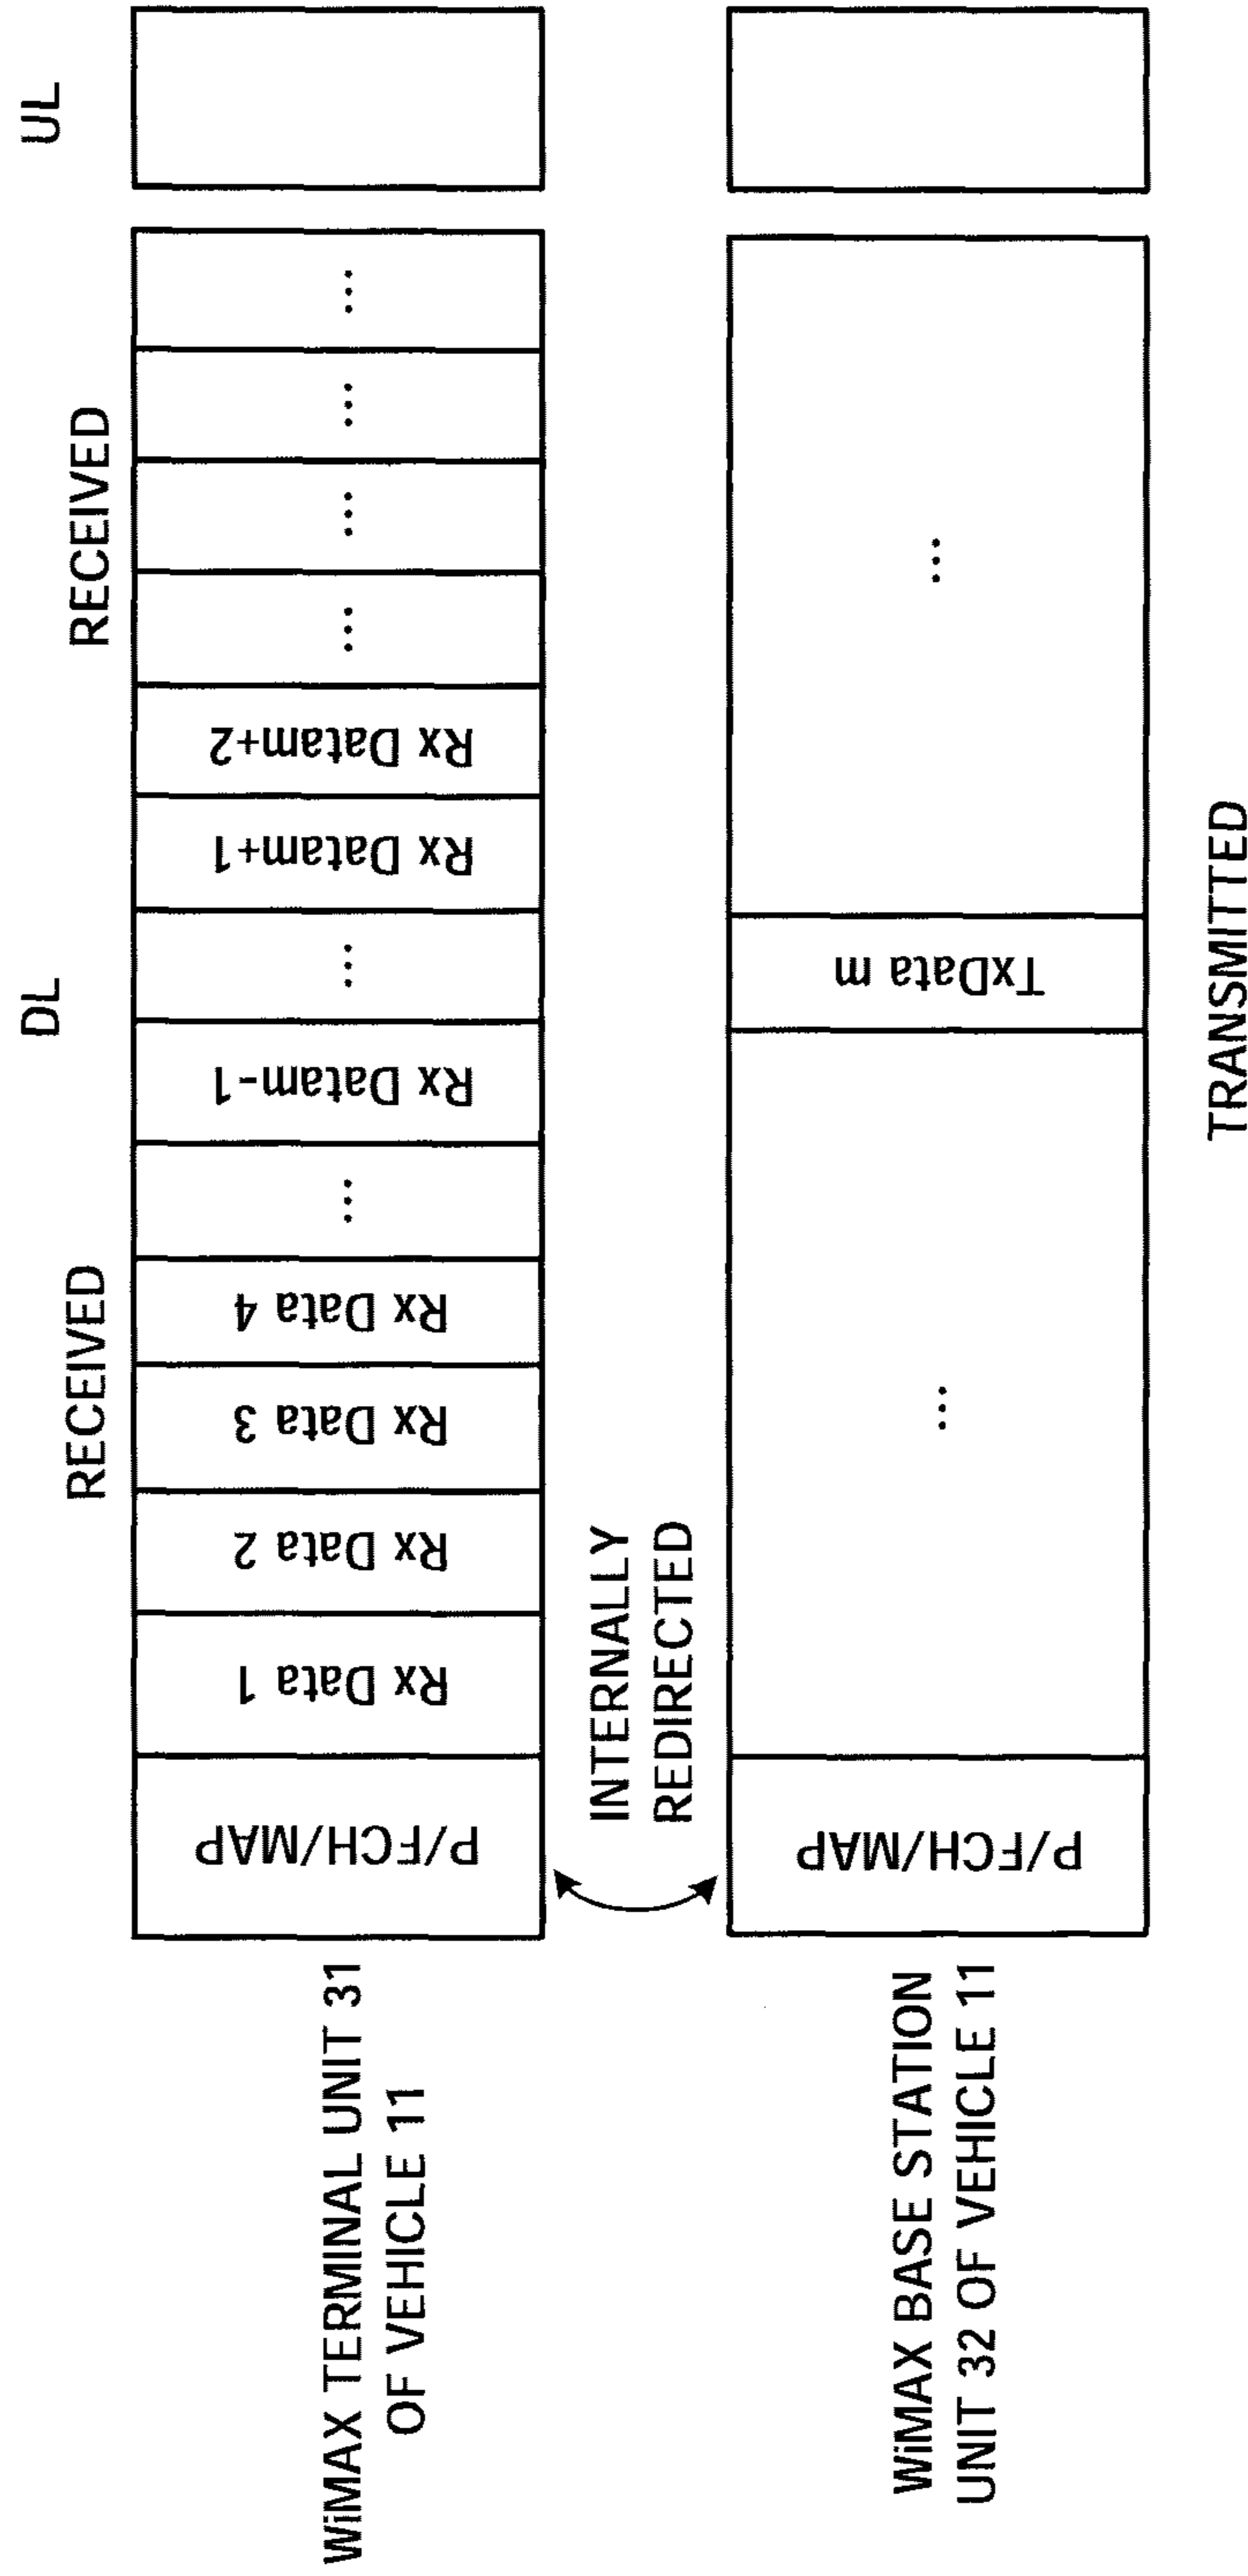 DL
UL
RECEIVED
RECEIVED
WiMAX TERMINAL UNIT 31
OF VEHICLE 11
P/FCH/MAP
Rx Data 1
Rx Data 2
Rx Data 3
Rx Data 4
...
Rx Datam-1
...
Rx Datam+1
Rx Datam+2
...
...
...
...
INTERNALLY
REDIRECTED
WiMAX BASE STATION
UNIT 32 OF VEHICLE 11
P/FCH/MAP
...
TxData m
...
TRANSMITTED